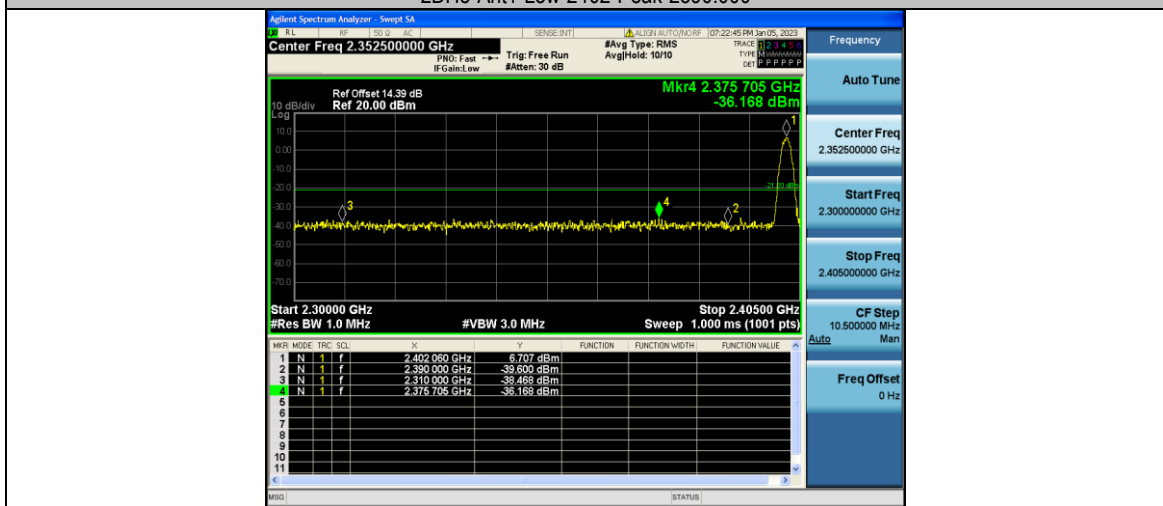 2DH5-Ant1-Low-2402-Peak-2390.000
Agilent Spectrum Analyzer - Swept SA
RL RF 50 Ω AC SENSE:INT ALIGN AUTO/NO RF 07:22:45 PM Jan 05, 2023
Center Freq 2.352500000 GHz #Avg Type: RMS TRACE 1 2 3 4 5 6
PNO: Fast Trig: Free Run Avg|Hold: 10/10 TYPE M
IFGain:Low #Atten: 30 dB DET P P P P P P
Mkr4 2.375 705 GHz
-36.168 dBm
Ref Offset 14.39 dB
10 dB/div Ref 20.00 dBm
Log
10.0
0.00
-10.0
-20.0
-30.0
-40.0
-50.0
-60.0
-70.0
1
-21.20 dBm
3
4
2
Start 2.30000 GHz Stop 2.40500 GHz
#Res BW 1.0 MHz #VBW 3.0 MHz Sweep 1.000 ms (1001 pts)
MKR MODE TRC SCL X Y FUNCTION FUNCTION WIDTH FUNCTION VALUE
1 N 1 f 2.402 060 GHz 6.707 dBm
2 N 1 f 2.390 000 GHz -39.600 dBm
3 N 1 f 2.310 000 GHz -38.468 dBm
4 N 1 f 2.375 705 GHz -36.168 dBm
5
6
7
8
9
10
11
MSG STATUS
Frequency
Auto Tune
Center Freq
2.352500000 GHz
Start Freq
2.300000000 GHz
Stop Freq
2.405000000 GHz
CF Step
10.500000 MHz
Auto Man
Freq Offset
0 Hz